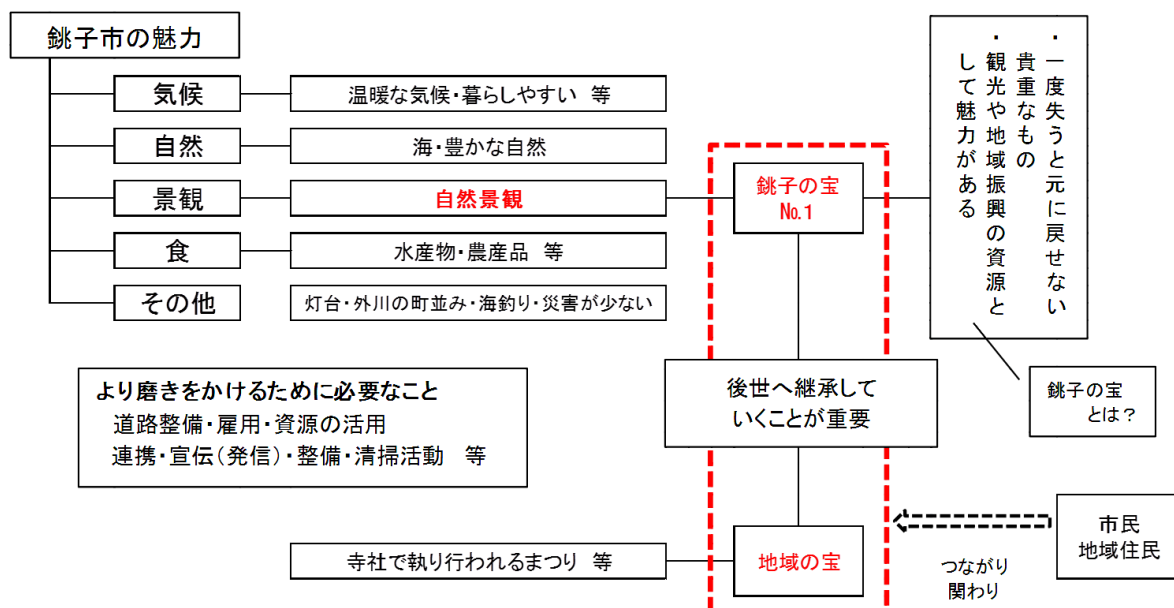 銚子市の魅力
気候
温暖な気候・暮らしやすい 等
自然
海・豊かな自然
景観
自然景観
食
水産物・農産品 等
その他
灯台・外川の町並み・海釣り・災害が少ない
銚子の宝
No.1
・一度失うと元に戻せない
貴重なもの
・観光や地域振興の資源と
して魅力がある
銚子の宝
とは？
後世へ継承して
いくことが重要
より磨きをかけるために必要なこと
道路整備・雇用・資源の活用
連携・宣伝（発信）・整備・清掃活動 等
寺社で執り行われるまつり 等
地域の宝
つながり
関わり
市民
地域住民